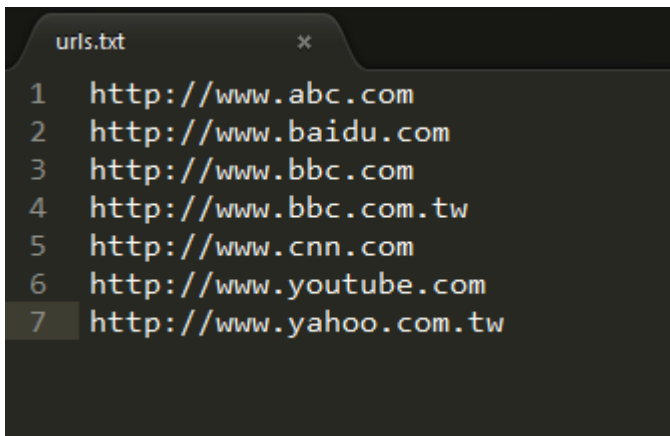 urls.txt ×
1 http://www.abc.com
2 http://www.baidu.com
3 http://www.bbc.com
4 http://www.bbc.com.tw
5 http://www.cnn.com
6 http://www.youtube.com
7 http://www.yahoo.com.tw